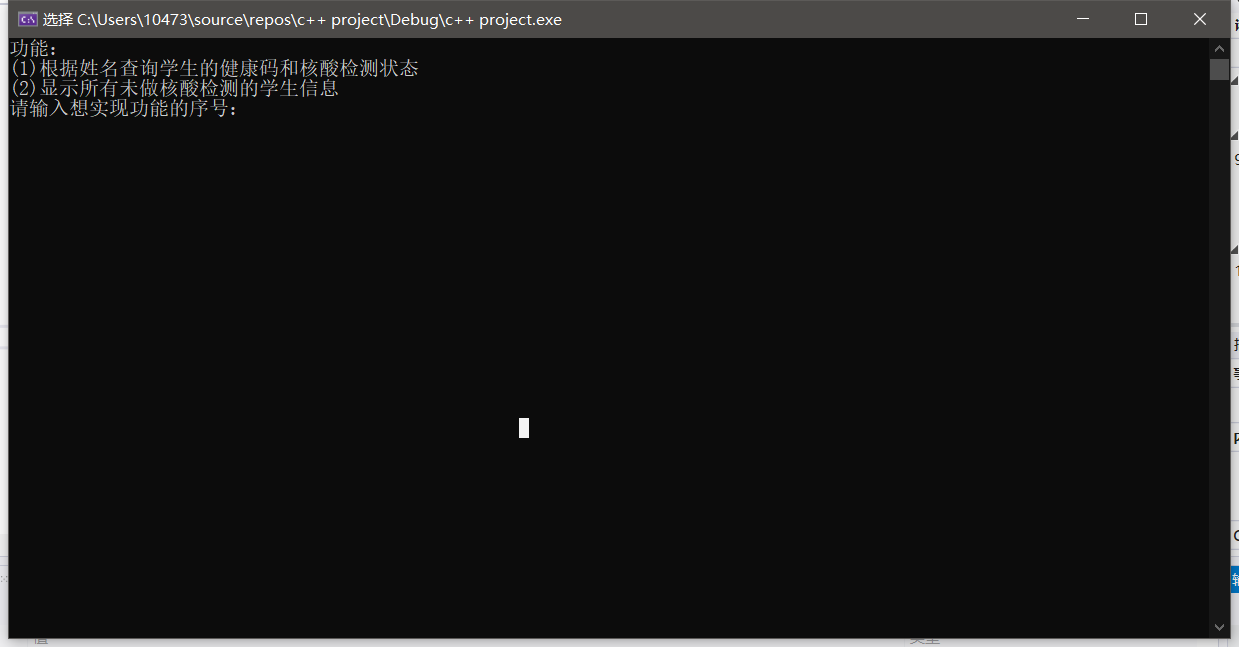 选择 C:\Users\10473\source\repos\c++ project\Debug\c++ project.exe
功能:
(1)根据姓名查询学生的健康码和核酸检测状态
(2)显示所有未做核酸检测的学生信息
请输入想实现功能的序号: